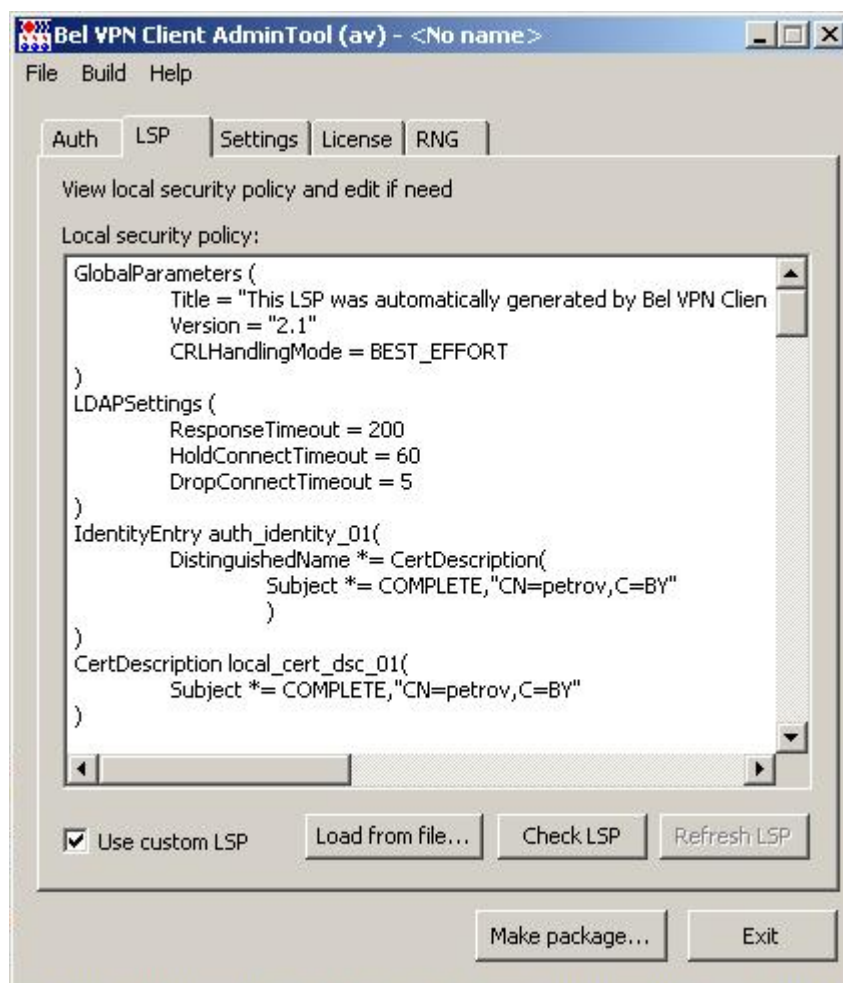 Bel VPN Client AdminTool (av) - <No name>
File Build Help
Auth LSP Settings License RNG
View local security policy and edit if need
Local security policy:
GlobalParameters (
Title = "This LSP was automatically generated by Bel VPN Clien
Version = "2.1"
CRLHandlingMode = BEST_EFFORT
)
LDAPSettings (
ResponseTimeout = 200
HoldConnectTimeout = 60
DropConnectTimeout = 5
)
IdentityEntry auth_identity_01(
DistinguishedName *= CertDescription(
Subject *= COMPLETE,"CN=petrov,C=BY"
)
)
CertDescription local_cert_dsc_01(
Subject *= COMPLETE,"CN=petrov,C=BY"
)
Use custom LSP Load from file... Check LSP Refresh LSP
Make package... Exit